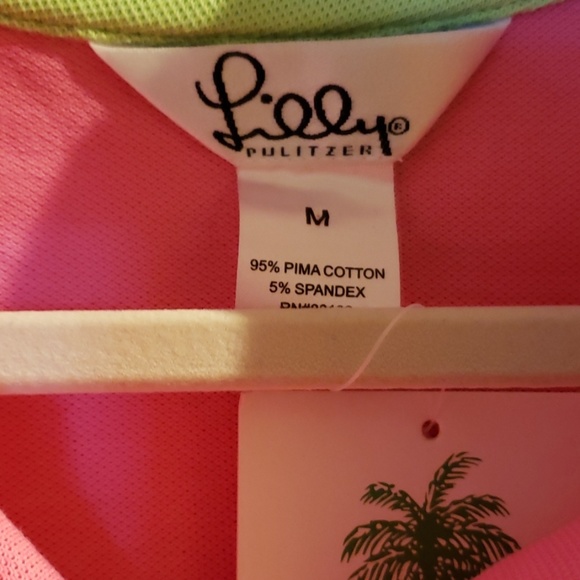 Lilly®
PULITZER
M
95% PIMA COTTON
5% SPANDEX